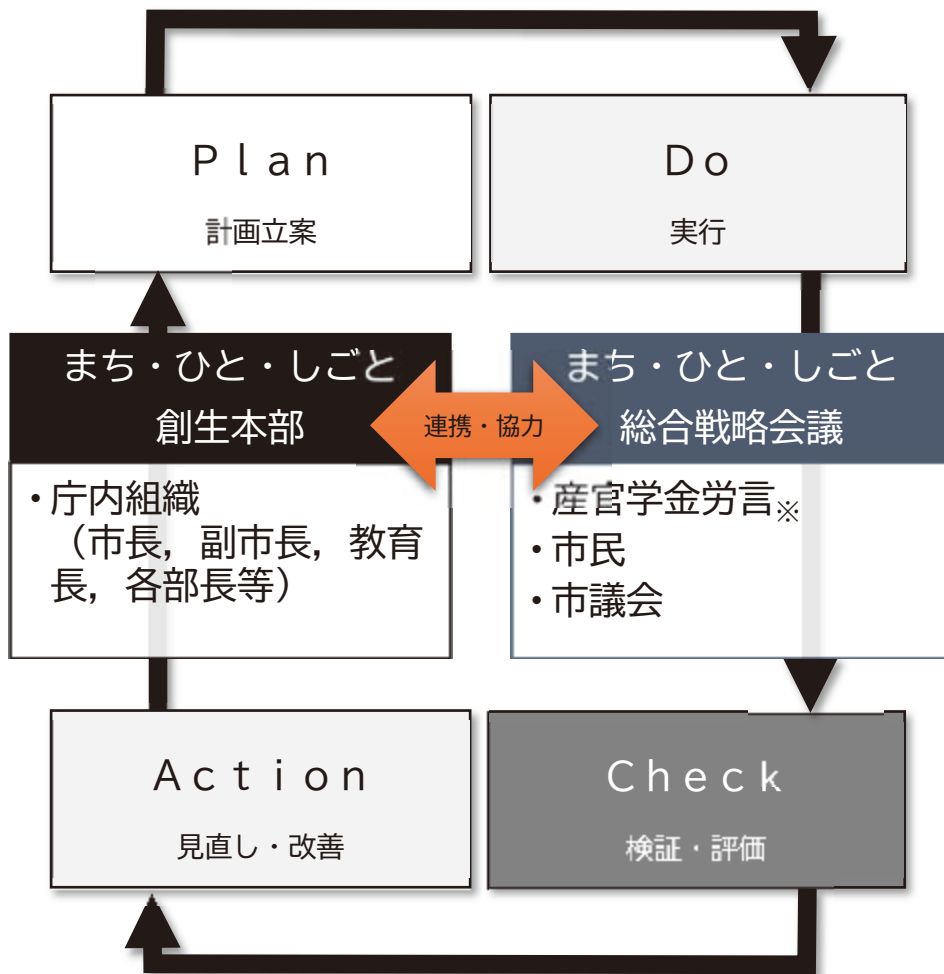 Plan
計画立案
Do
実行
まち・ひと・しごと
創生本部
連携・協力
まち・ひと・しごと
総合戦略会議
・庁内組織
（市長，副市長，教育
長，各部長等）
・産官学金労言※
・市民
・市議会
Action
見直し・改善
Check
検証・評価